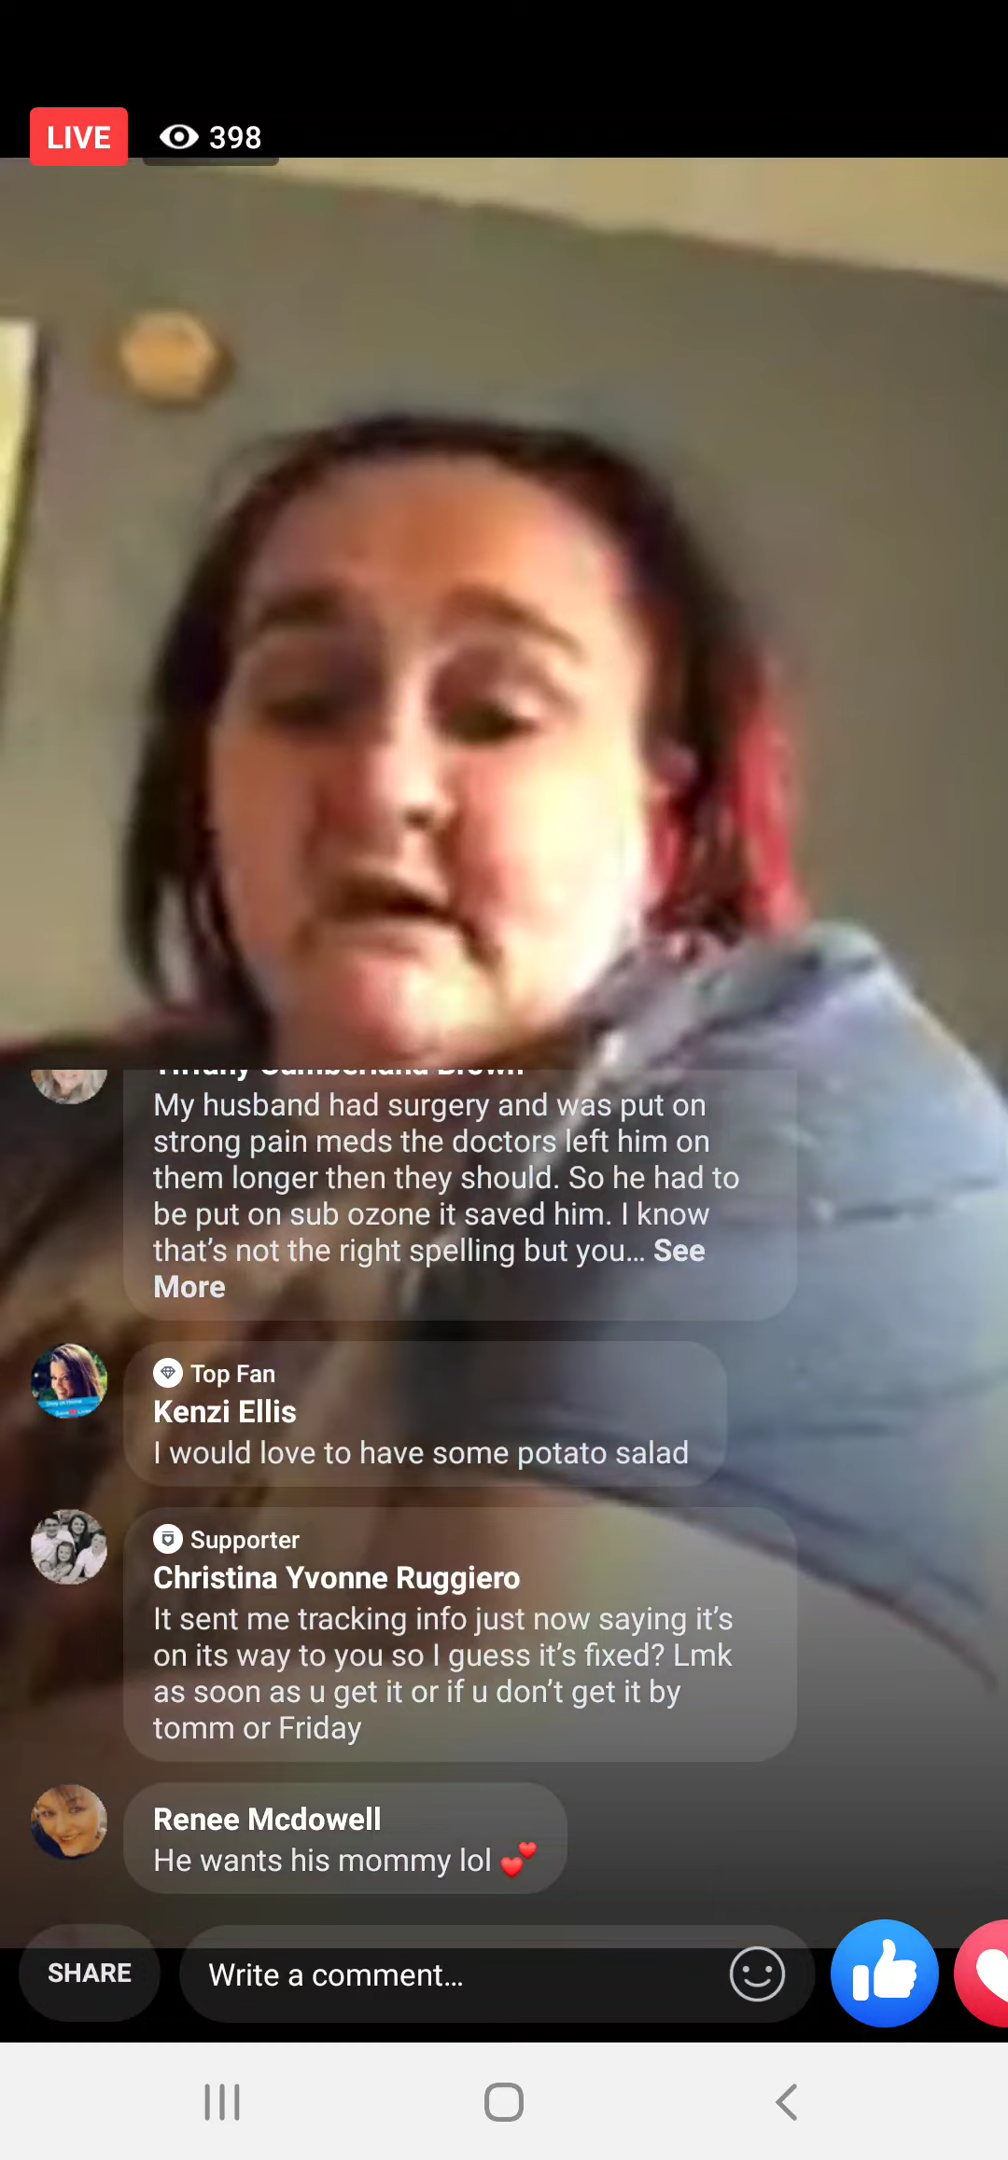 LIVE 398
My husband had surgery and was put on
strong pain meds the doctors left him on
them longer then they should. So he had to
be put on sub ozone it saved him. I know
that's not the right spelling but you... See
More
Top Fan
Kenzi Ellis
I would love to have some potato salad
Supporter
Christina Yvonne Ruggiero
It sent me tracking info just now saying it's
on its way to you so I guess it's fixed? Lmk
as soon as u get it or if u don't get it by
tomm or Friday
Renee Mcdowell
He wants his mommy lol 💕
SHARE
Write a comment...